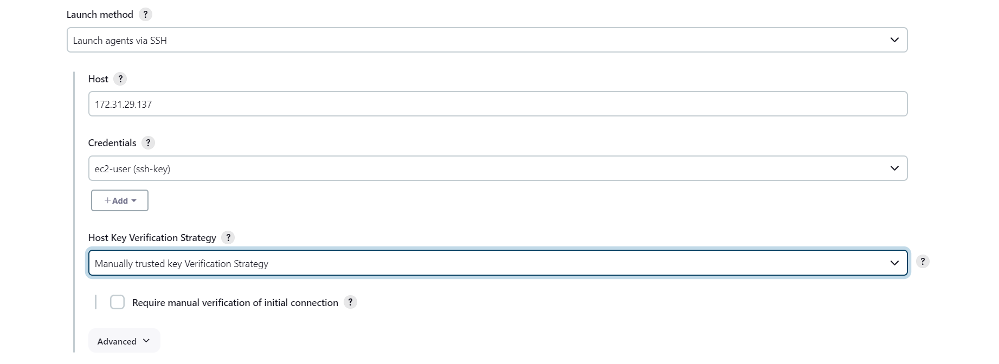 Launch method ?
Launch agents via SSH
Host ?
172.31.29.137
Credentials ?
ec2-user (ssh-key)
+Add
Host Key Verification Strategy ?
Manually trusted key Verification Strategy
?
Require manual verification of initial connection ?
Advanced